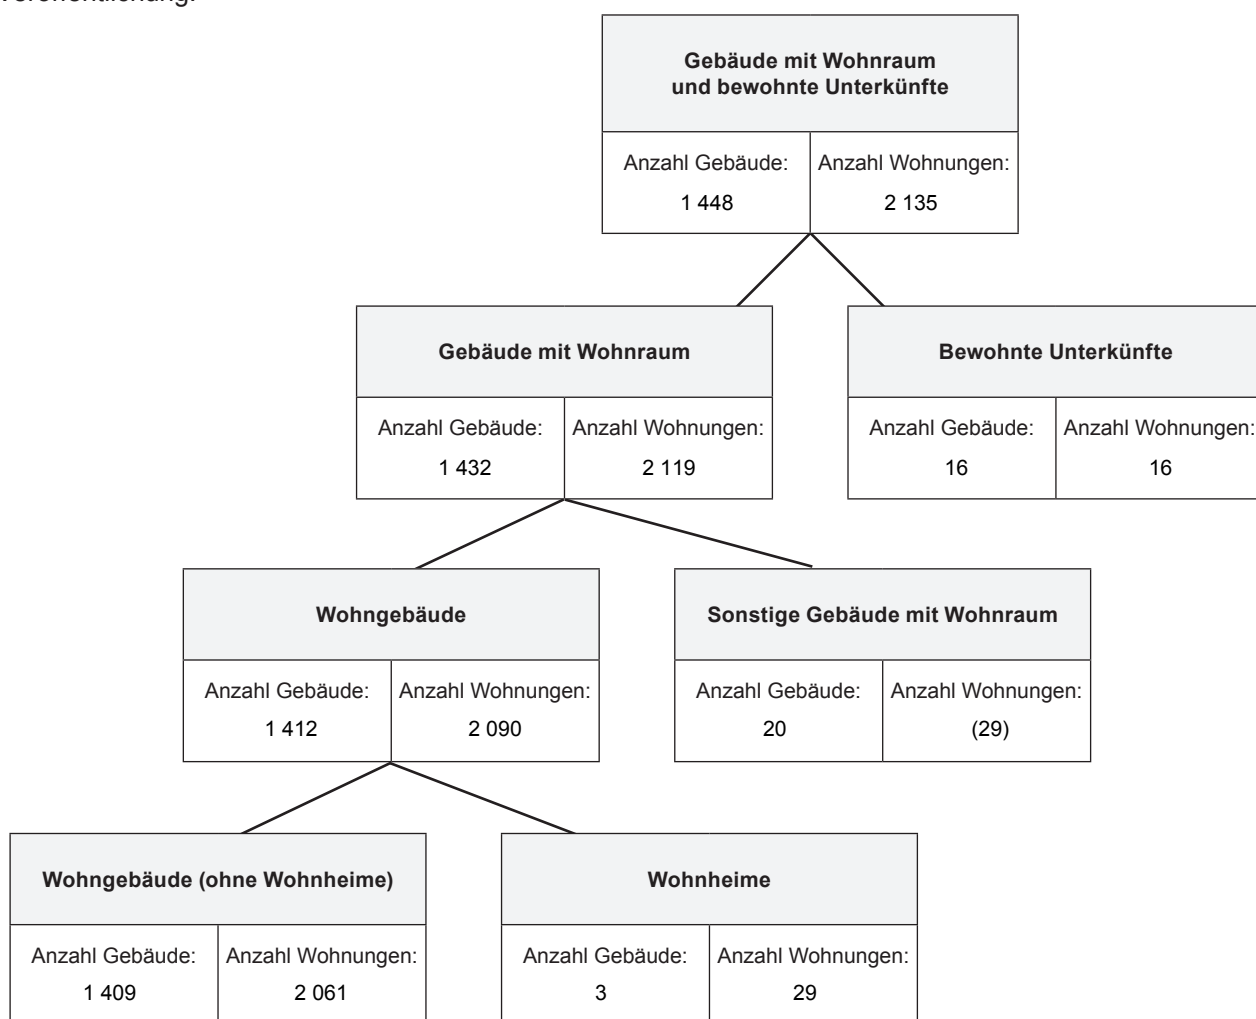 Veröffentlichung.
Gebäude mit Wohnraum
und bewohnte Unterkünfte
Anzahl Gebäude: Anzahl Wohnungen:
1 448 2 135
Gebäude mit Wohnraum
Bewohnte Unterkünfte
Anzahl Gebäude: Anzahl Wohnungen:
1 432 2 119
Anzahl Gebäude: Anzahl Wohnungen:
16 16
Wohngebäude
Sonstige Gebäude mit Wohnraum
Anzahl Gebäude: Anzahl Wohnungen:
1 412 2 090
Anzahl Gebäude: Anzahl Wohnungen:
20 (29)
Wohngebäude (ohne Wohnheime)
Wohnheime
Anzahl Gebäude: Anzahl Wohnungen:
1 409 2 061
Anzahl Gebäude: Anzahl Wohnungen:
3 29